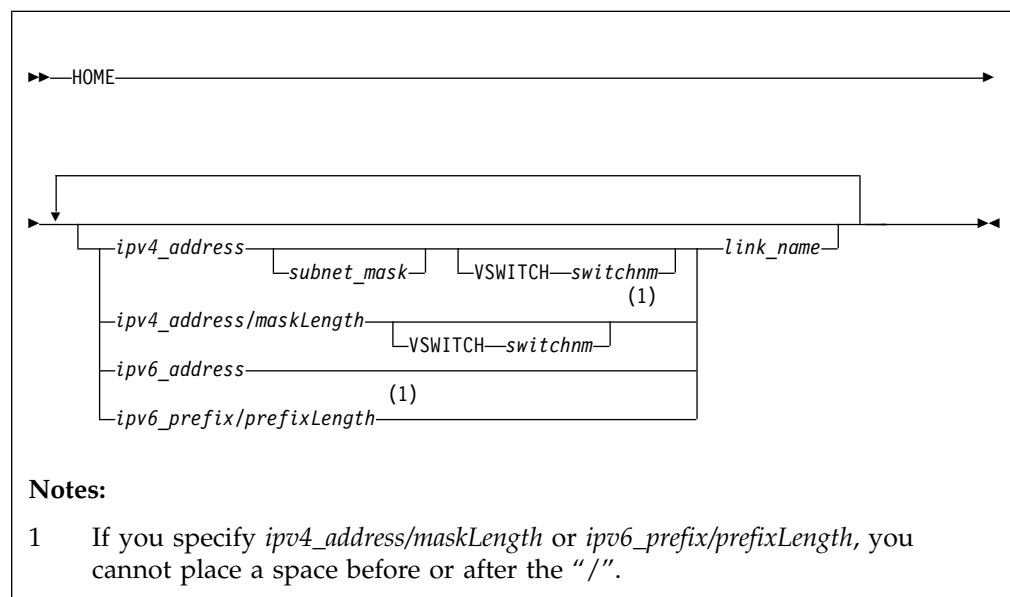 HOME
ipv4_address link_name
subnet_mask VSWITCH switchnm
(1)
ipv4_address/maskLength
VSWITCH switchnm
ipv6_address
(1)
ipv6_prefix/prefixLength
Notes:
1 If you specify ipv4_address/maskLength or ipv6_prefix/prefixLength, you
cannot place a space before or after the “/”.